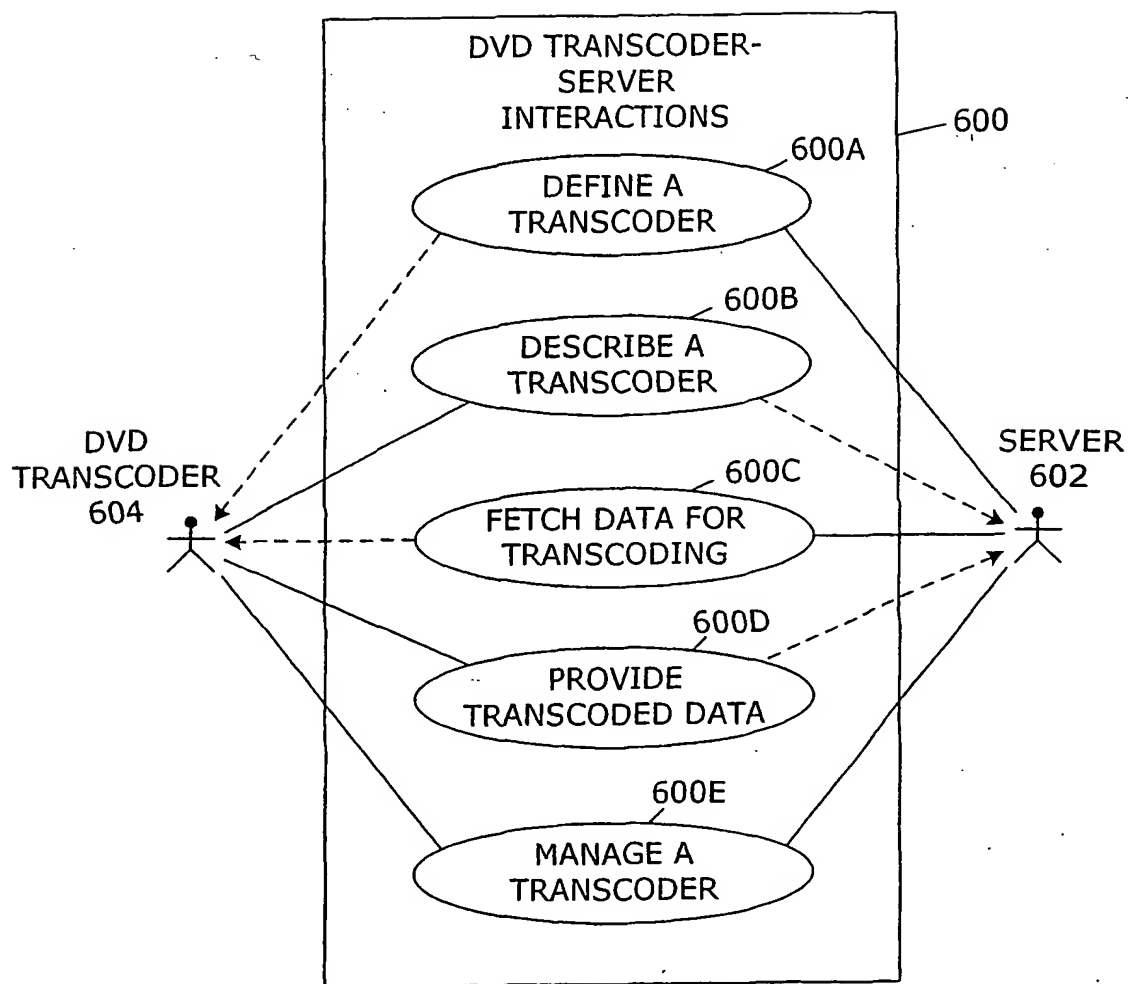 DVD TRANSCODER-
SERVER
INTERACTIONS
600
600A
DEFINE A
TRANSCODER
600B
DESCRIBE A
TRANSCODER
DVD
TRANSCODER
604
SERVER
602
600C
FETCH DATA FOR
TRANSCODING
600D
PROVIDE
TRANSCODED DATA
600E
MANAGE A
TRANSCODER